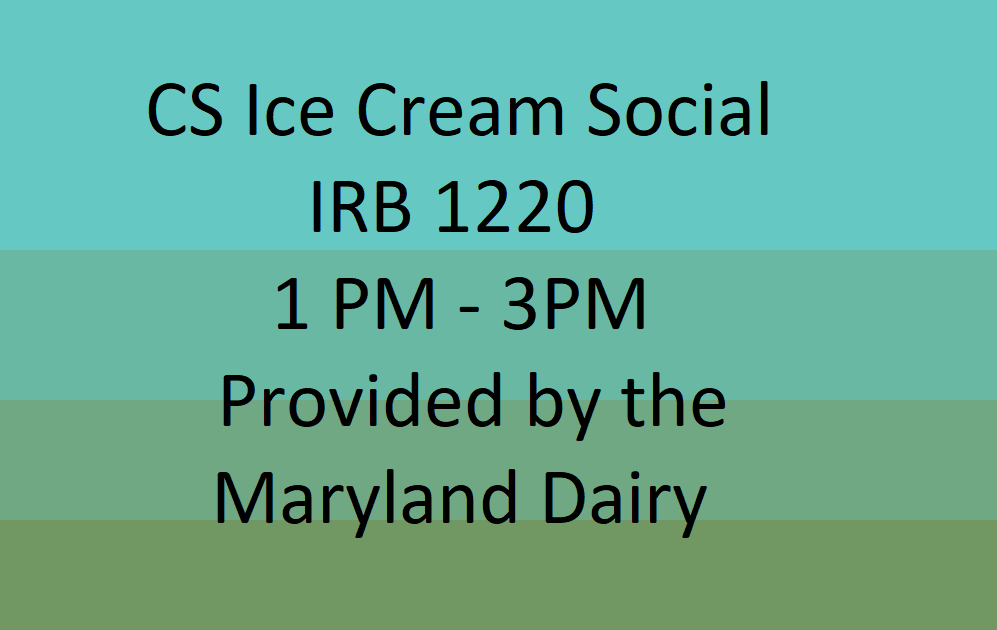 CS Ice Cream Social
IRB 1220
1 PM - 3PM
Provided by the
Maryland Dairy